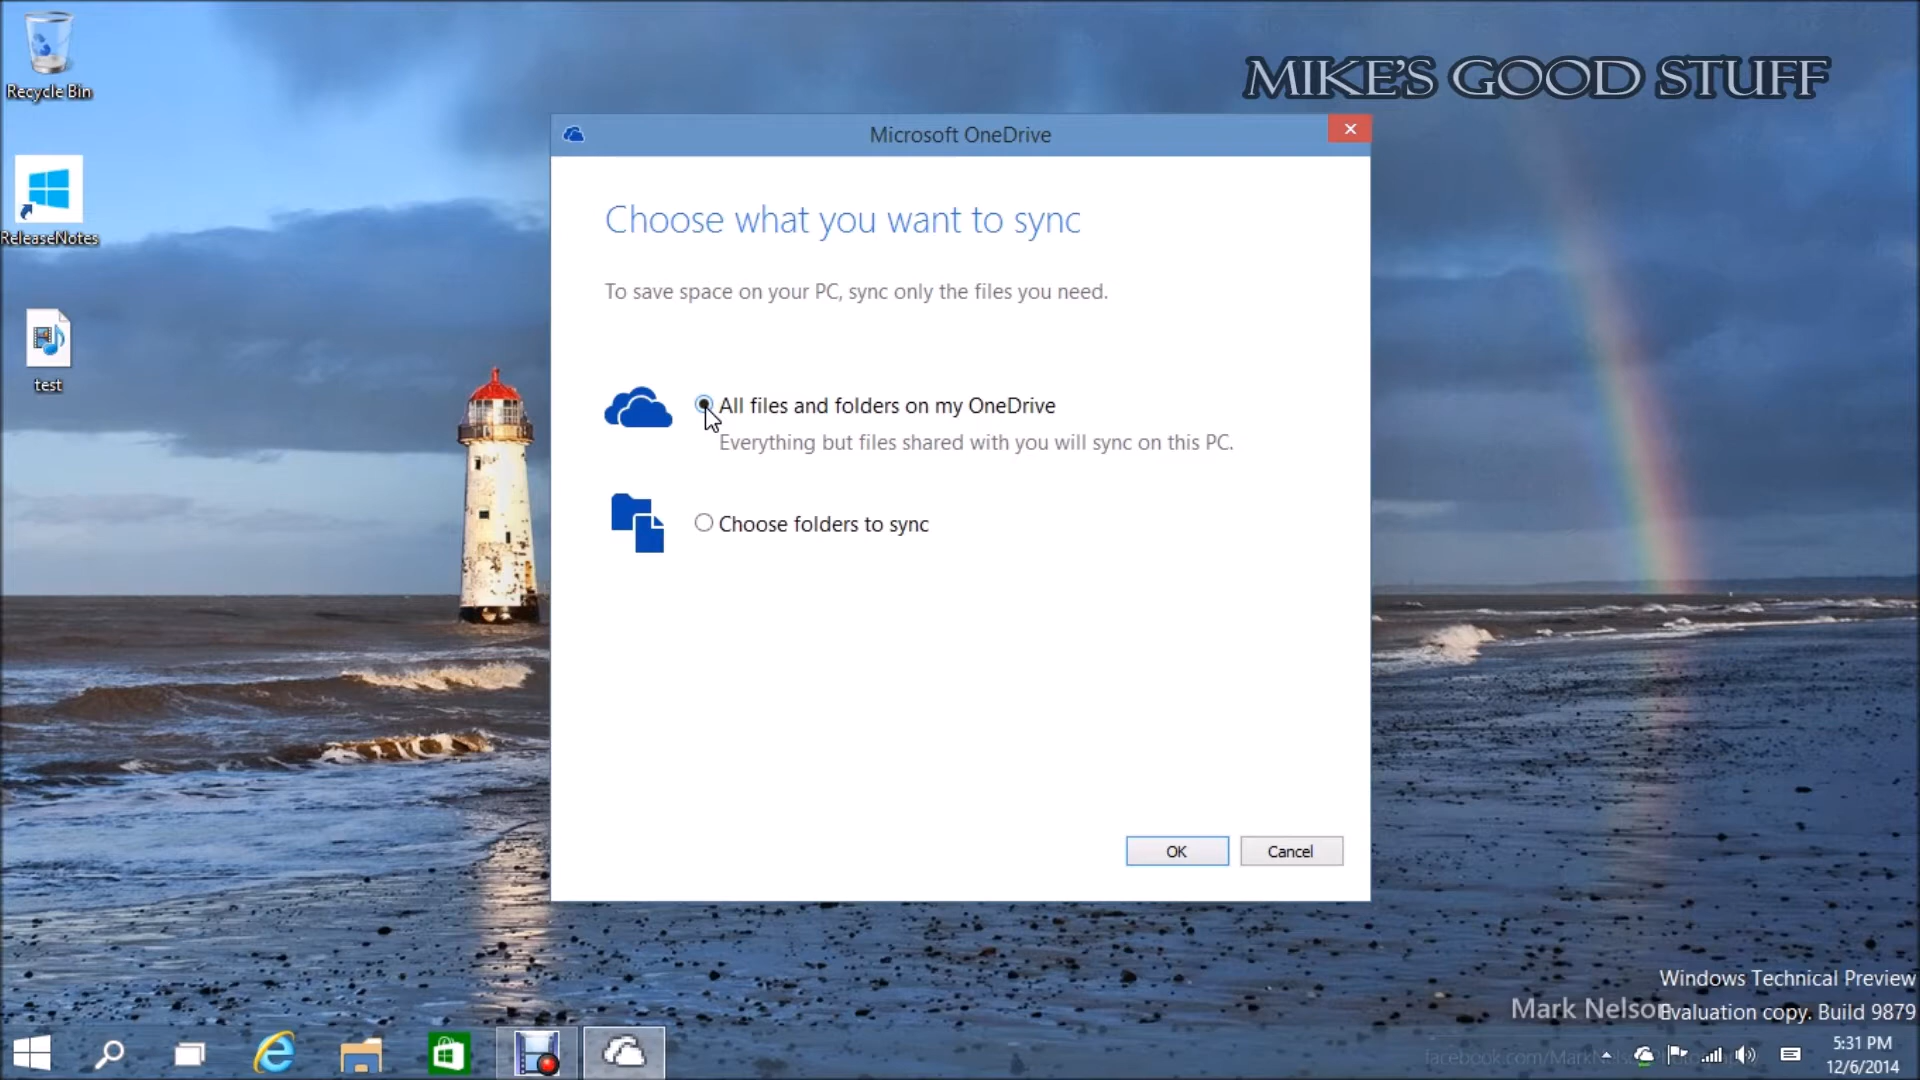 Recycle Bin
MIKE'S GOOD STUFF
Microsoft OneDrive
Choose what you want to sync
To save space on your PC, sync only the files you need.
ReleaseNotes
test
All files and folders on my OneDrive
Everything but files shared with you will sync on this PC.
Choose folders to sync
OK
Cancel
Windows Technical Preview
Mark Nelson
Evaluation copy. Build 9879
5:31 PM
12/6/2014